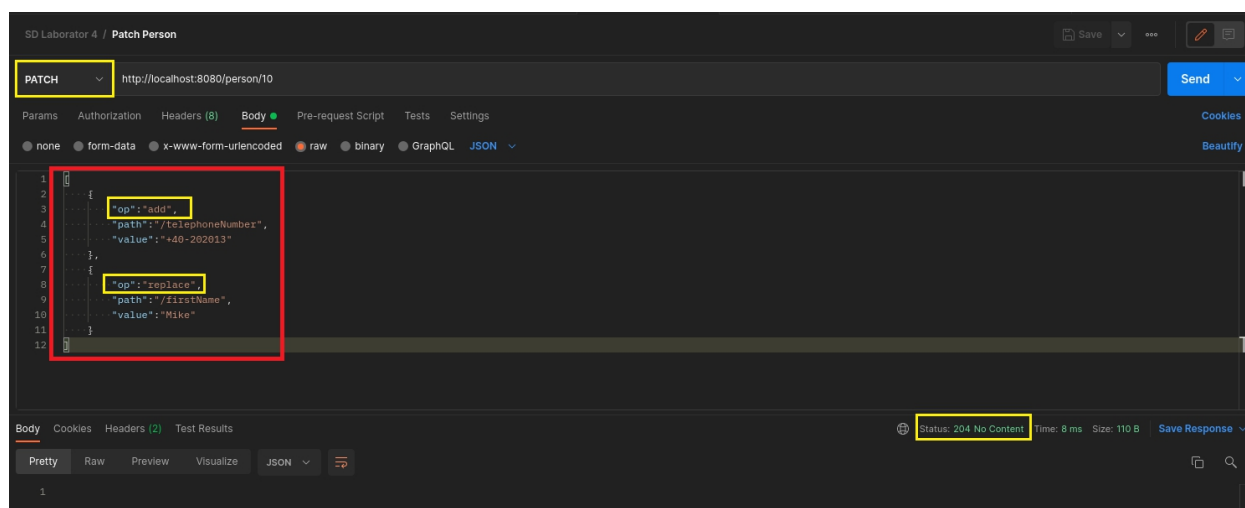 SD Laborator 4 / Patch Person Save ooo
PATCH http://localhost:8080/person/10 Send
Params Authorization Headers (8) Body Pre-request Script Tests Settings Cookies
none form-data x-www-form-urlencoded raw binary GraphQL JSON Beautify
1 [
2 {
3 "op":"add",
4 "path":"/telephoneNumber",
5 "value":"+40-202013"
6 },
7 {
8 "op":"replace",
9 "path":"/firstName",
10 "value":"Mike"
11 }
12 ]
Body Cookies Headers (2) Test Results Status: 204 No Content Time: 8 ms Size: 110 B Save Response
Pretty Raw Preview Visualize JSON
1